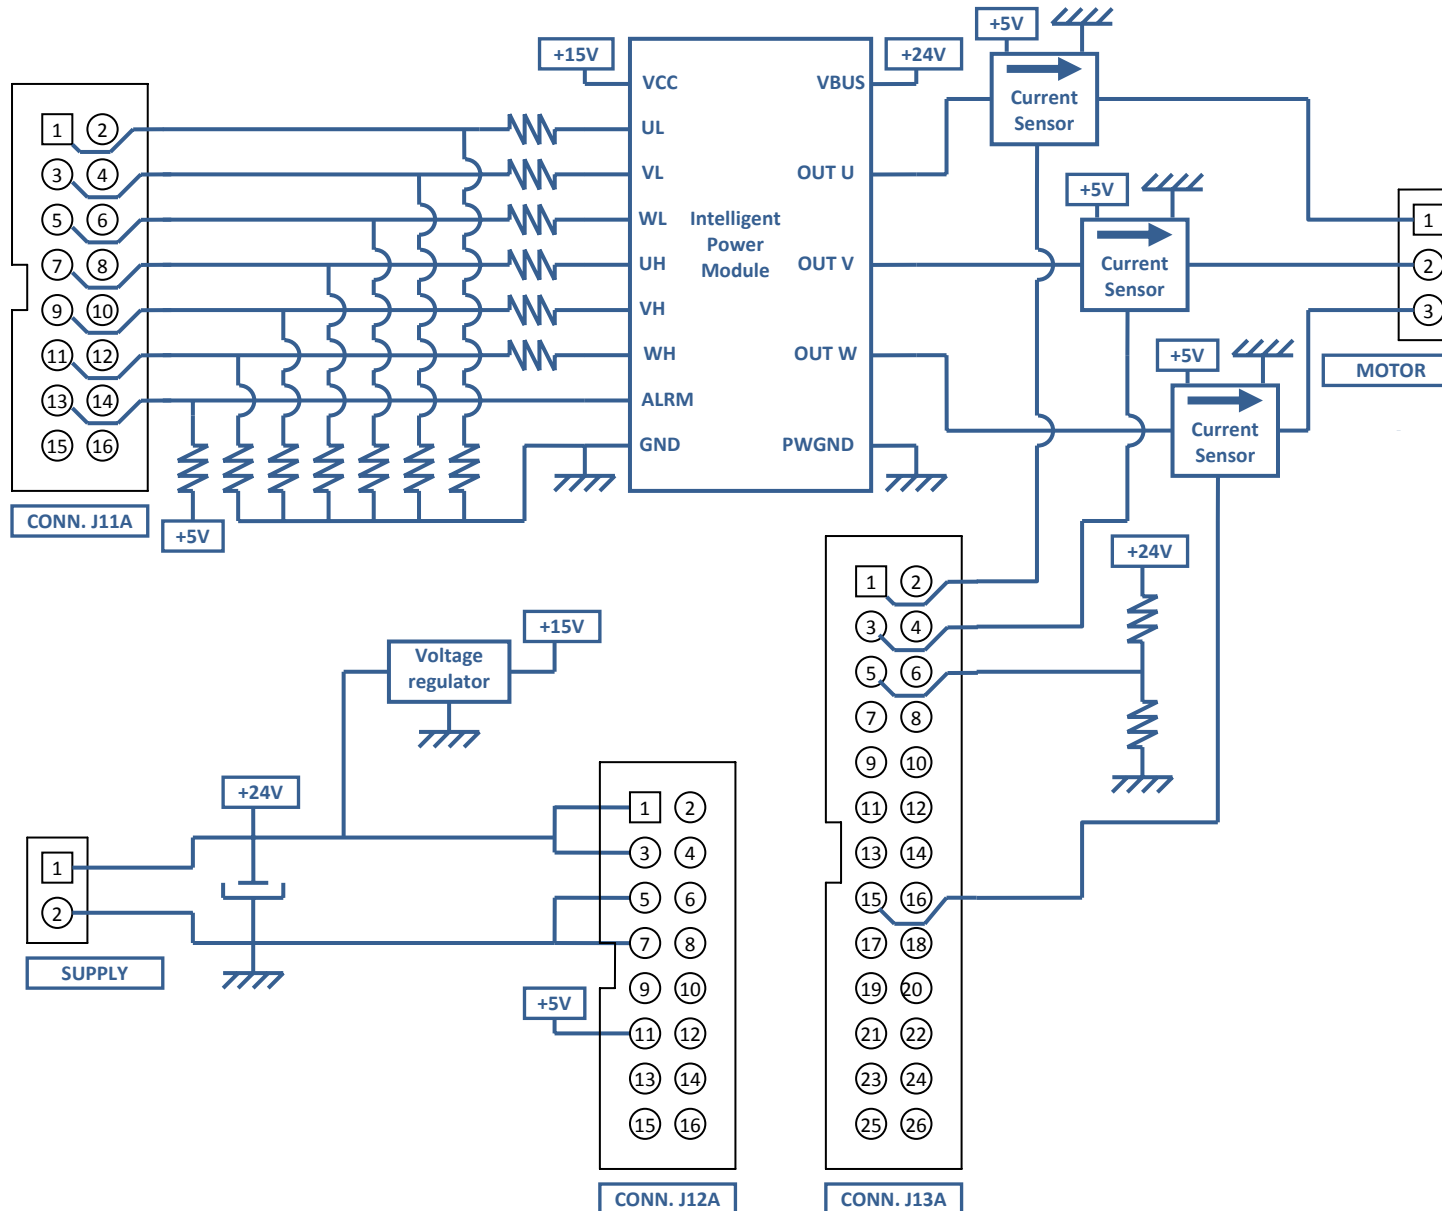 +5V
+15V
+24V
VCC
VBUS
Current
Sensor
1 2
UL
3 4
VL
OUT U
+5V
5 6
WL
Intelligent
Power
Module
1
7 8
UH
OUT V
Current
Sensor
2
9 10
VH
3
11 12
WH
OUT W
+5V
MOTOR
13 14
ALRM
Current
Sensor
15 16
GND
PWGND
CONN. J11A
+5V
+24V
1 2
3 4
+15V
Voltage
regulator
5 6
7 8
9 10
+24V
1 2
11 12
1
3 4
13 14
2
5 6
15 16
7 8
17 18
SUPPLY
9 10
19 20
+5V
11 12
21 22
13 14
23 24
15 16
25 26
CONN. J12A
CONN. J13A